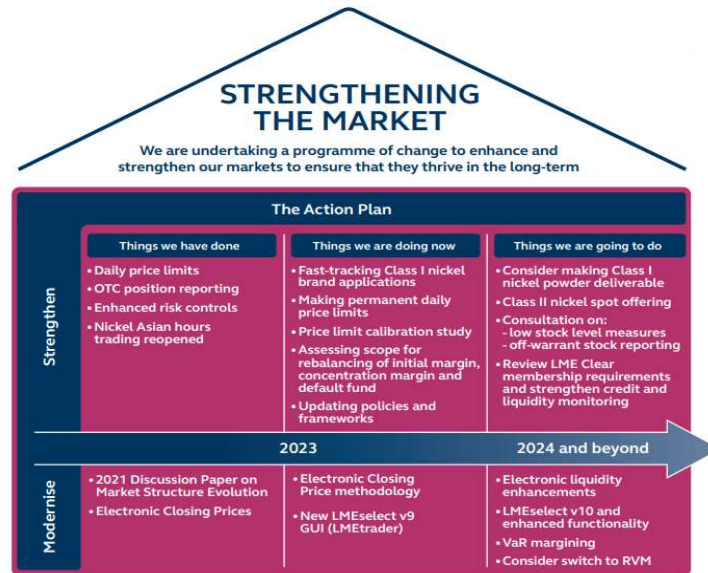 STRENGTHENING
THE MARKET
We are undertaking a programme of change to enhance and
strengthen our markets to ensure that they thrive in the long-term
The Action Plan
Strengthen
Things we have done
• Daily price limits
• OTC position reporting
• Enhanced risk controls
• Nickel Asian hours
trading reopened
Things we are doing now
• Fast-tracking Class I nickel
brand applications
• Making permanent daily
price limits
• Price limit calibration study
• Assessing scope for
rebalancing of initial margin,
concentration margin and
default fund
• Updating policies and
frameworks
Things we are going to do
• Consider making Class I
nickel powder deliverable
• Class II nickel spot offering
• Consultation on:
- low stock level measures
- off-warrant stock reporting
• Review LME Clear
membership requirements
and strengthen credit and
liquidity monitoring
2023
2024 and beyond
Modernise
• 2021 Discussion Paper on
Market Structure Evolution
• Electronic Closing Prices
• Electronic Closing
Price methodology
• New LMEselect v9
GUI (LMEtrader)
• Electronic liquidity
enhancements
• LMEselect v10 and
enhanced functionality
• VaR margining
• Consider switch to RVM